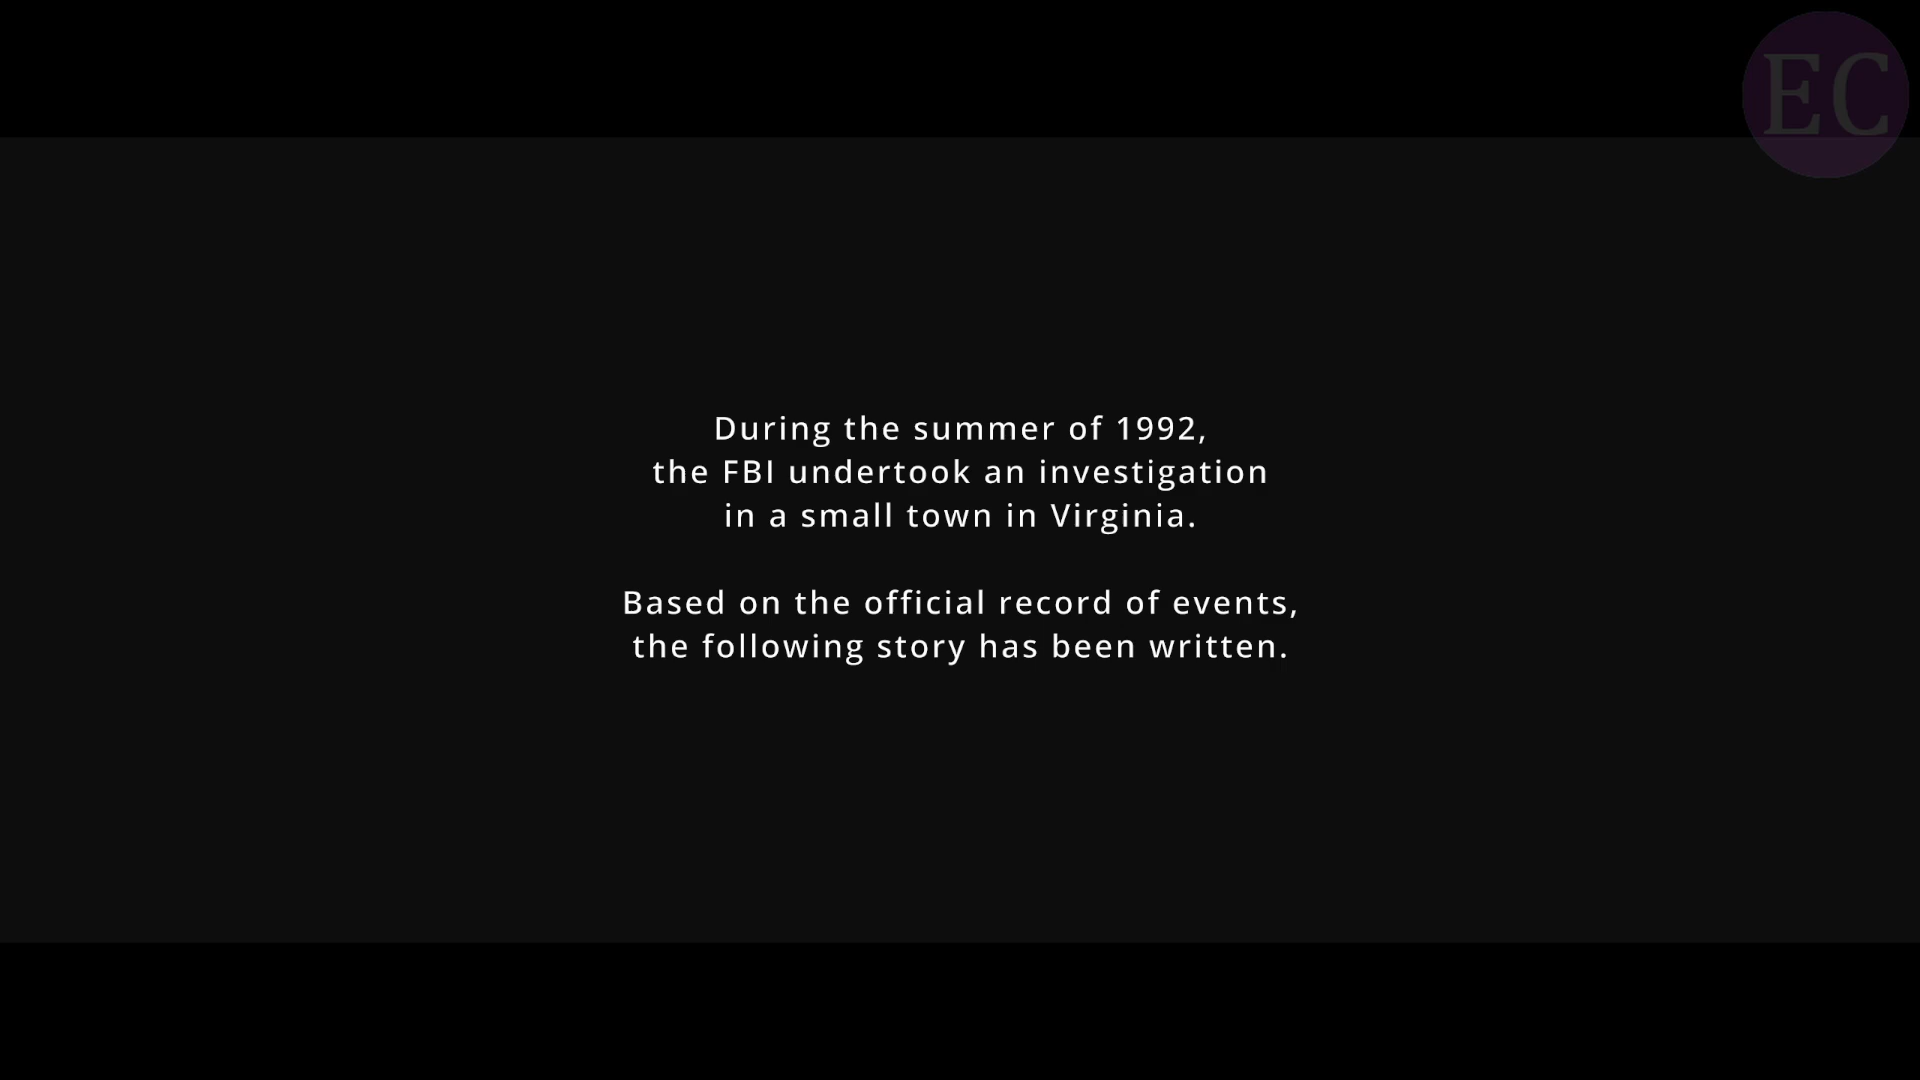 EC
During the summer of 1992,
the FBI undertook an investigation
in a small town in Virginia.
Based on the official record of events,
the following story has been written.